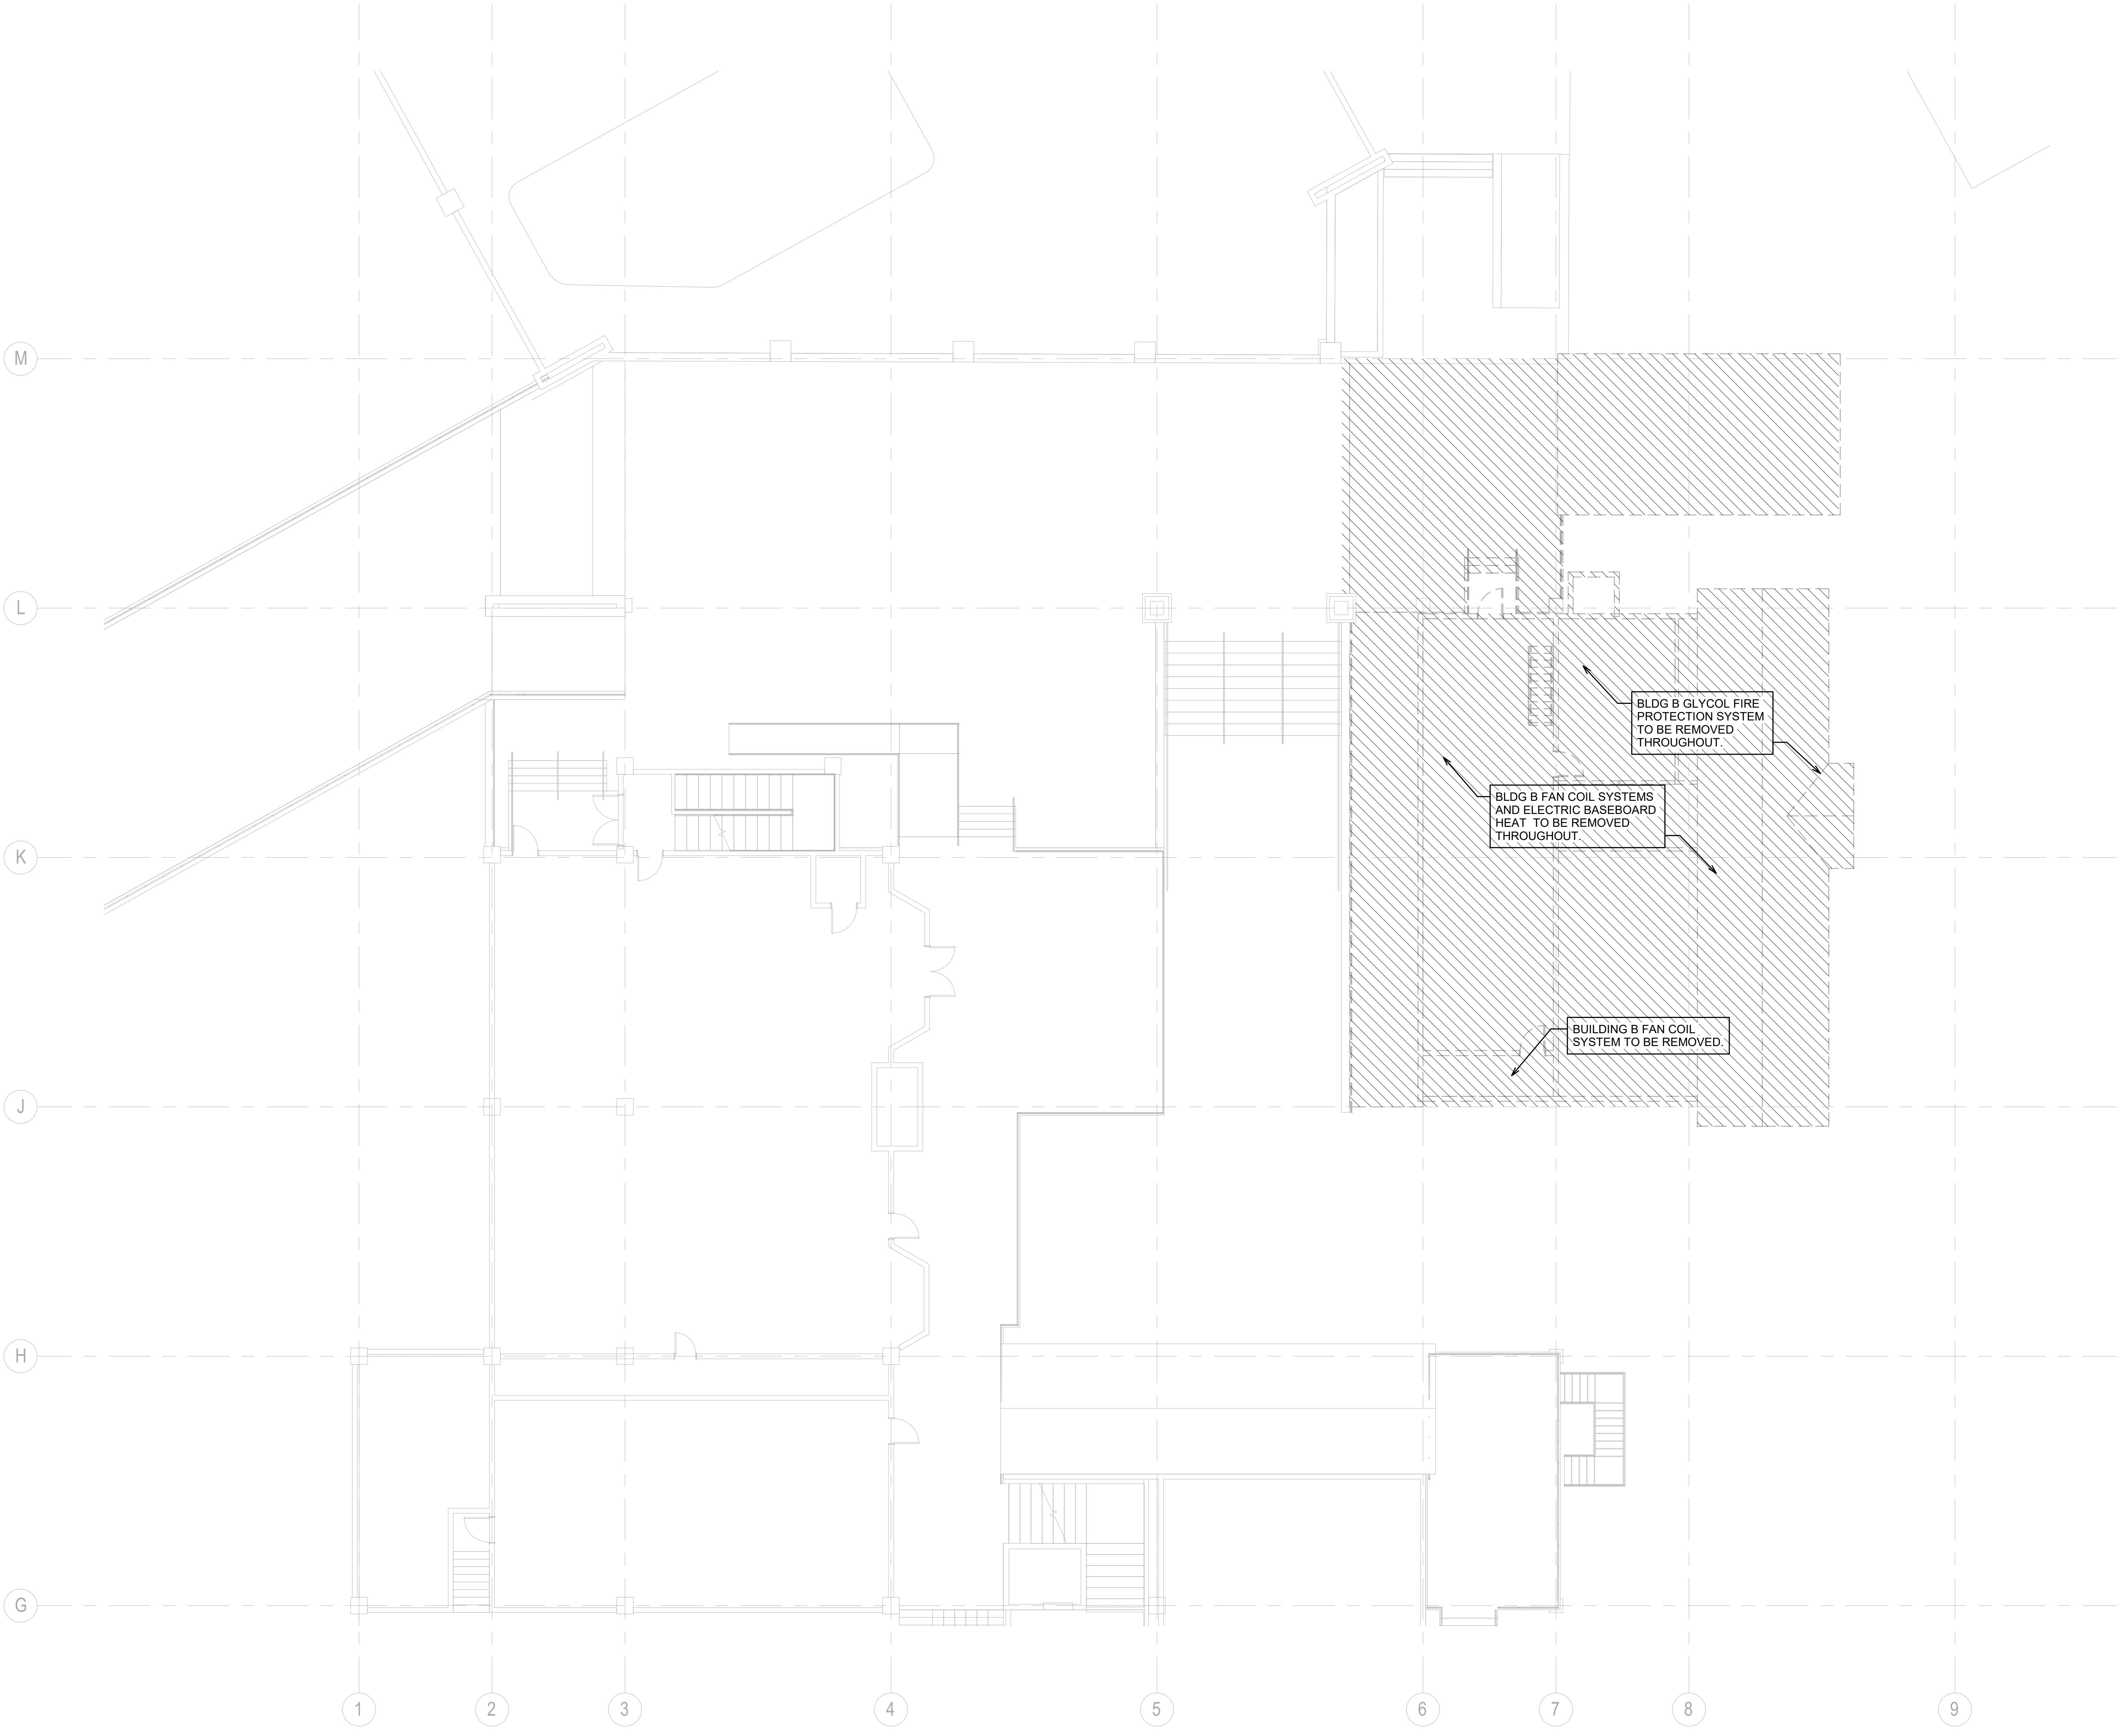 M
L
BLDG B GLYCOL FIRE
PROTECTION SYSTEM
TO BE REMOVED
THROUGHOUT.
BLDG B FAN COIL SYSTEMS
AND ELECTRIC BASEBOARD
HEAT TO BE REMOVED
THROUGHOUT.
K
BUILDING B FAN COIL
SYSTEM TO BE REMOVED.
J
H
G
1 2 3 4 5 6 7 8 9